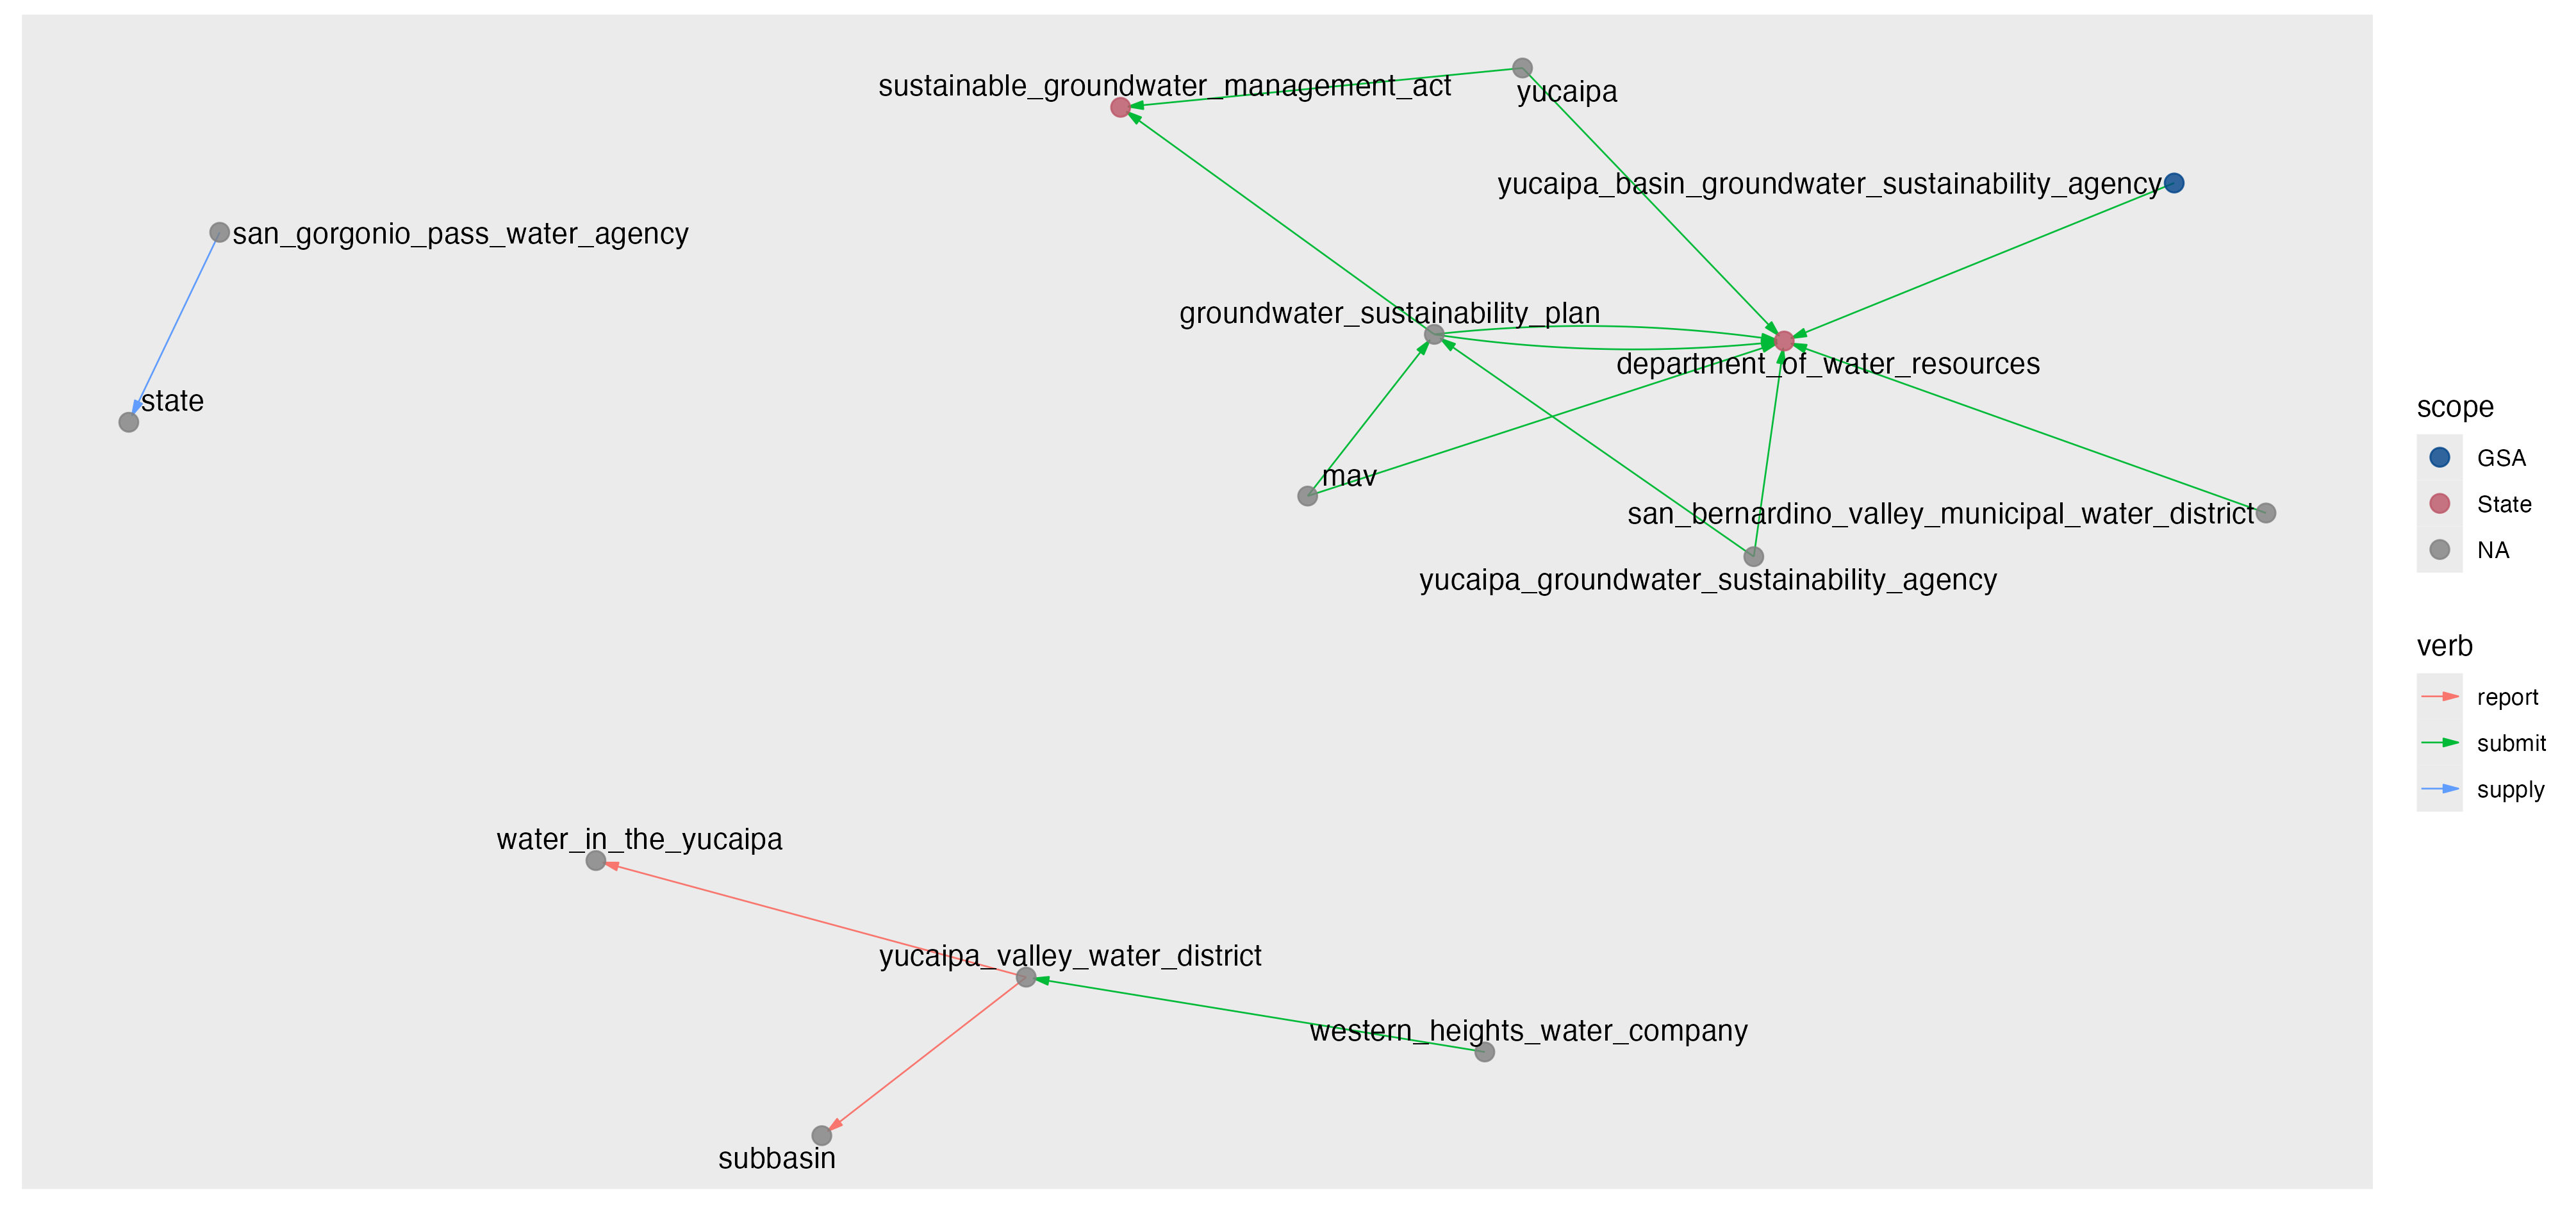 sustainable_groundwater_management_act
yucaipa
yucaipa_basin_groundwater_sustainability_agency
san_gorgonio_pass_water_agency
groundwater_sustainability_plan
department_of_water_resources
state
mav
san_bernardino_valley_municipal_water_district
yucaipa_groundwater_sustainability_agency
water_in_the_yucaipa
yucaipa_valley_water_district
western_heights_water_company
subbasin
scope
GSA
State
NA
verb
report
submit
supply